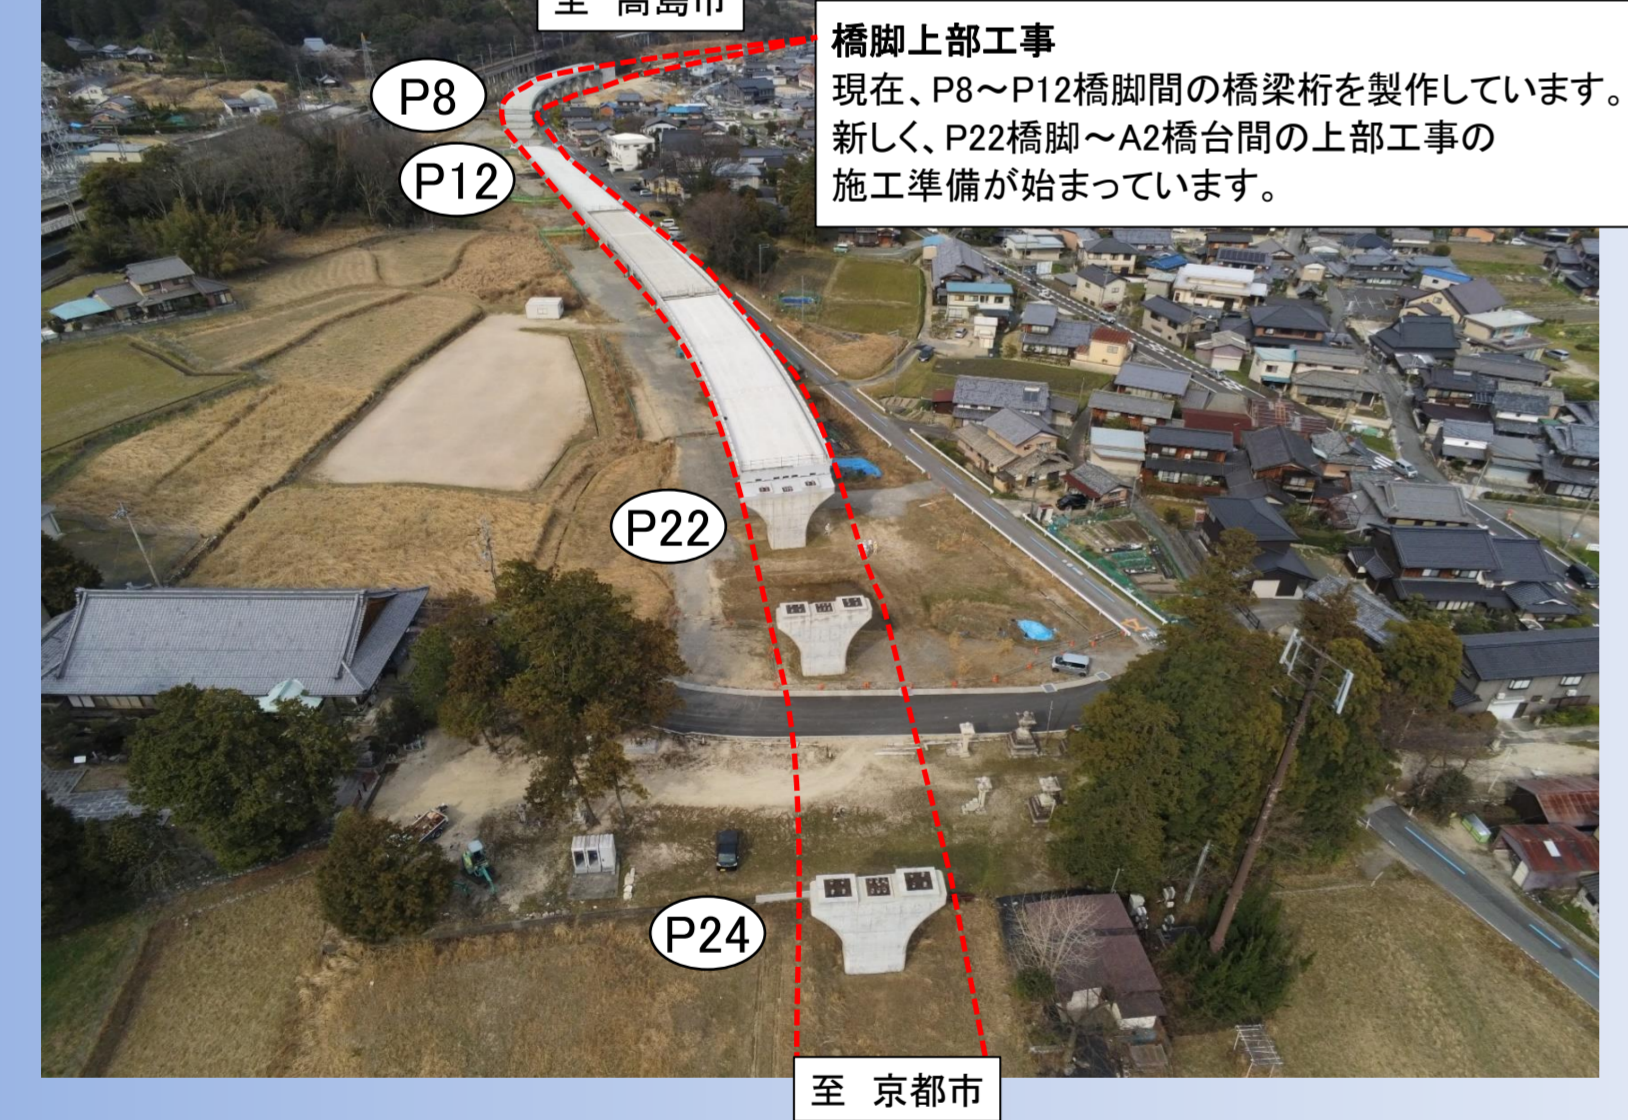 至 高島市
橋脚上部工事
現在、P8～P12橋脚間の橋梁桁を製作しています。
新しく、P22橋脚～A2橋台間の上部工事の
施工準備が始まっています。
P8
P12
P22
P24
至 京都市